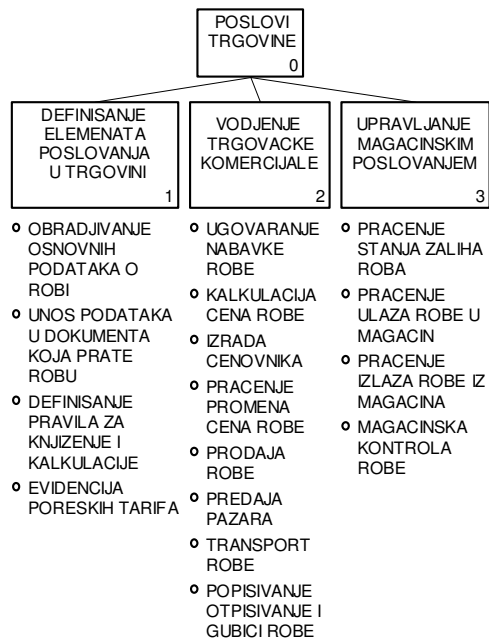 POSLOVI
TRGOVINE
0
DEFINISANJE
ELEMENATA
POSLOVANJA
U TRGOVINI
1
OBRADJIVANJE
OSNOVNIH
PODATAKA O
ROBI
UNOS PODATAKA
U DOKUMENTA
KOJA PRATE
ROBU
DEFINISANJE
PRAVILA ZA
KNJIZENJE I
KALKULACIJE
EVIDENCIJA
PORESKIH TARIFA
VODJENJE
TRGOVACKE
KOMERCIJALE
2
UGOVARANJE
NABAVKE
ROBE
KALKULACIJA
CENA ROBE
IZRADA
CENOVNIKA
PRACENJE
PROMENA
CENA ROBE
PRODAJA
ROBE
PREDAJA
PAZARA
TRANSPORT
ROBE
POPISIVANJE
OTPISIVANJE I
GUBICI ROBE
UPRAVLJANJE
MAGACINSKIM
POSLOVANJEM
3
PRACENJE
STANJA ZALIHA
ROBA
PRACENJE
ULAZA ROBE U
MAGACIN
PRACENJE
IZLAZA ROBE IZ
MAGACINA
MAGACINSKA
KONTROLA
ROBE